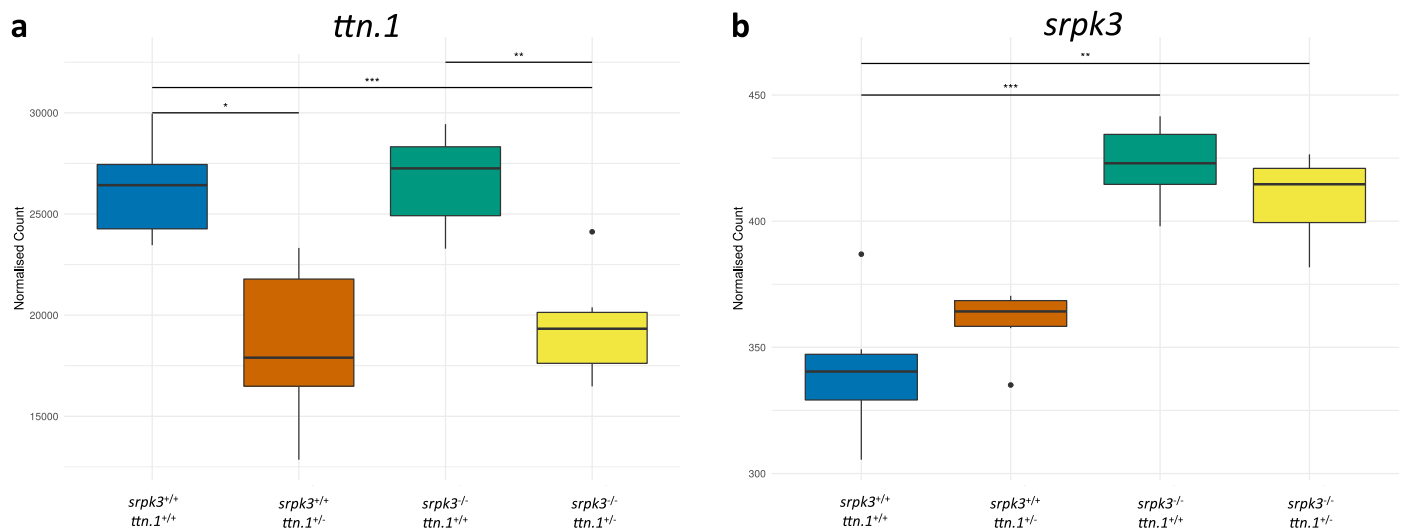 a
ttn.1
Normalised Count
30000
25000
20000
15000
**
***
*
srpk3+/+
ttn.1+/+
srpk3+/+
ttn.1+/-
srpk3-/-
ttn.1+/+
srpk3-/-
ttn.1+/-
b
srpk3
Normalised Count
450
400
350
300
**
***
srpk3+/+
ttn.1+/+
srpk3+/+
ttn.1+/-
srpk3-/-
ttn.1+/+
srpk3-/-
ttn.1+/-